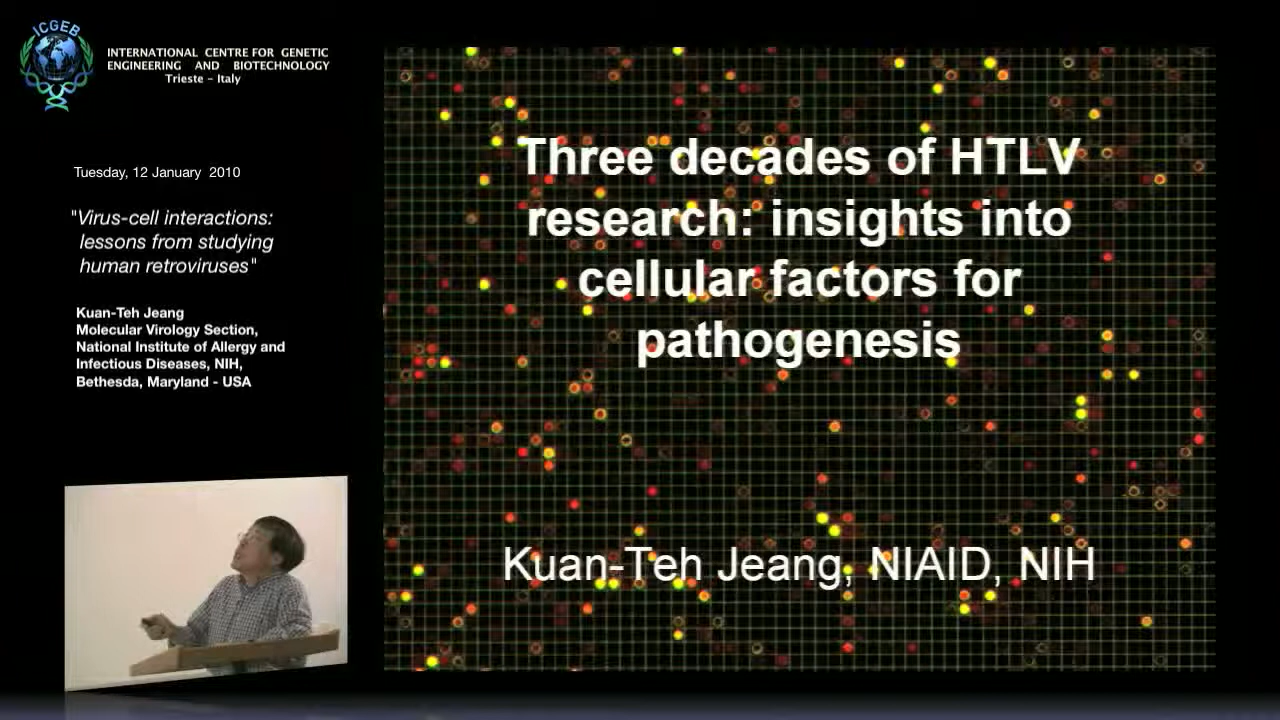 ICGEB
INTERNATIONAL CENTRE FOR GENETIC
ENGINEERING AND BIOTECHNOLOGY
Trieste - Italy
Tuesday, 12 January 2010
"Virus-cell interactions:
lessons from studying
human retroviruses"
Kuan-Teh Jeang
Molecular Virology Section,
National Institute of Allergy and
Infectious Diseases, NIH,
Bethesda, Maryland - USA
Three decades of HTLV
research: insights into
cellular factors for
pathogenesis
Kuan-Teh Jeang, NIAID, NIH